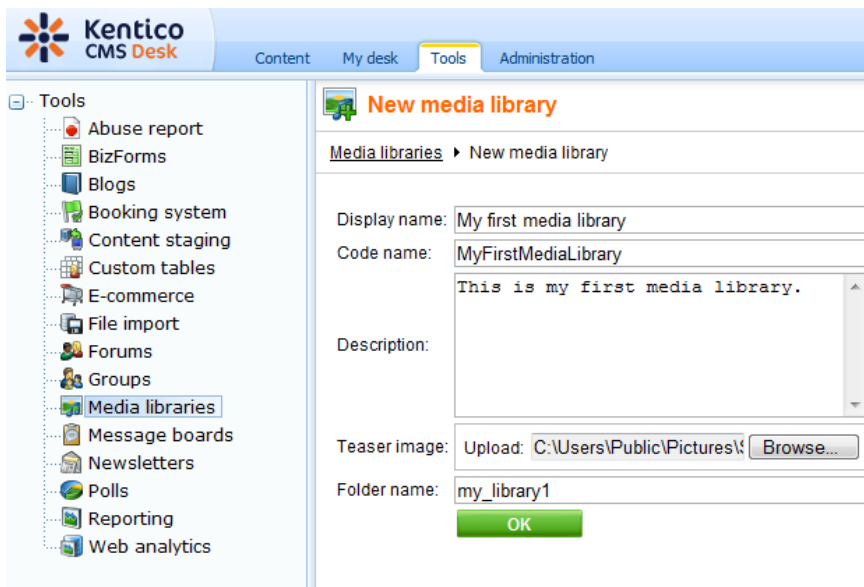 Kentico
CMS Desk
Content My desk Tools Administration
Tools
Abuse report
BizForms
Blogs
Booking system
Content staging
Custom tables
E-commerce
File import
Forums
Groups
Media libraries
Message boards
Newsletters
Polls
Reporting
Web analytics
New media library
Media libraries New media library
Display name: My first media library
Code name: MyFirstMediaLibrary
Description: This is my first media library.
Teaser image: Upload: C:\Users\Public\Pictures\ Browse...
Folder name: my_library1
OK